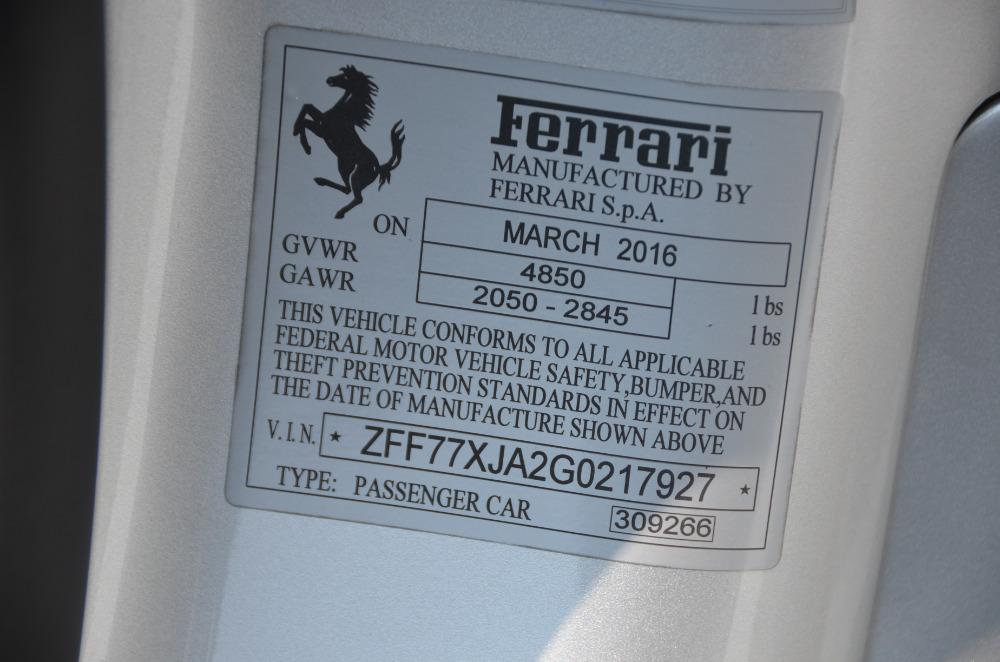 Ferrari
MANUFACTURED BY
FERRARI S.p.A.
ON MARCH 2016
GVWR 4850 lbs
GAWR 2050 - 2845 lbs
THIS VEHICLE CONFORMS TO ALL APPLICABLE
FEDERAL MOTOR VEHICLE SAFETY,BUMPER,AND
THEFT PREVENTION STANDARDS IN EFFECT ON
THE DATE OF MANUFACTURE SHOWN ABOVE
V.I.N. ★ ZFF77XJA2G0217927 ★
TYPE: PASSENGER CAR 309266